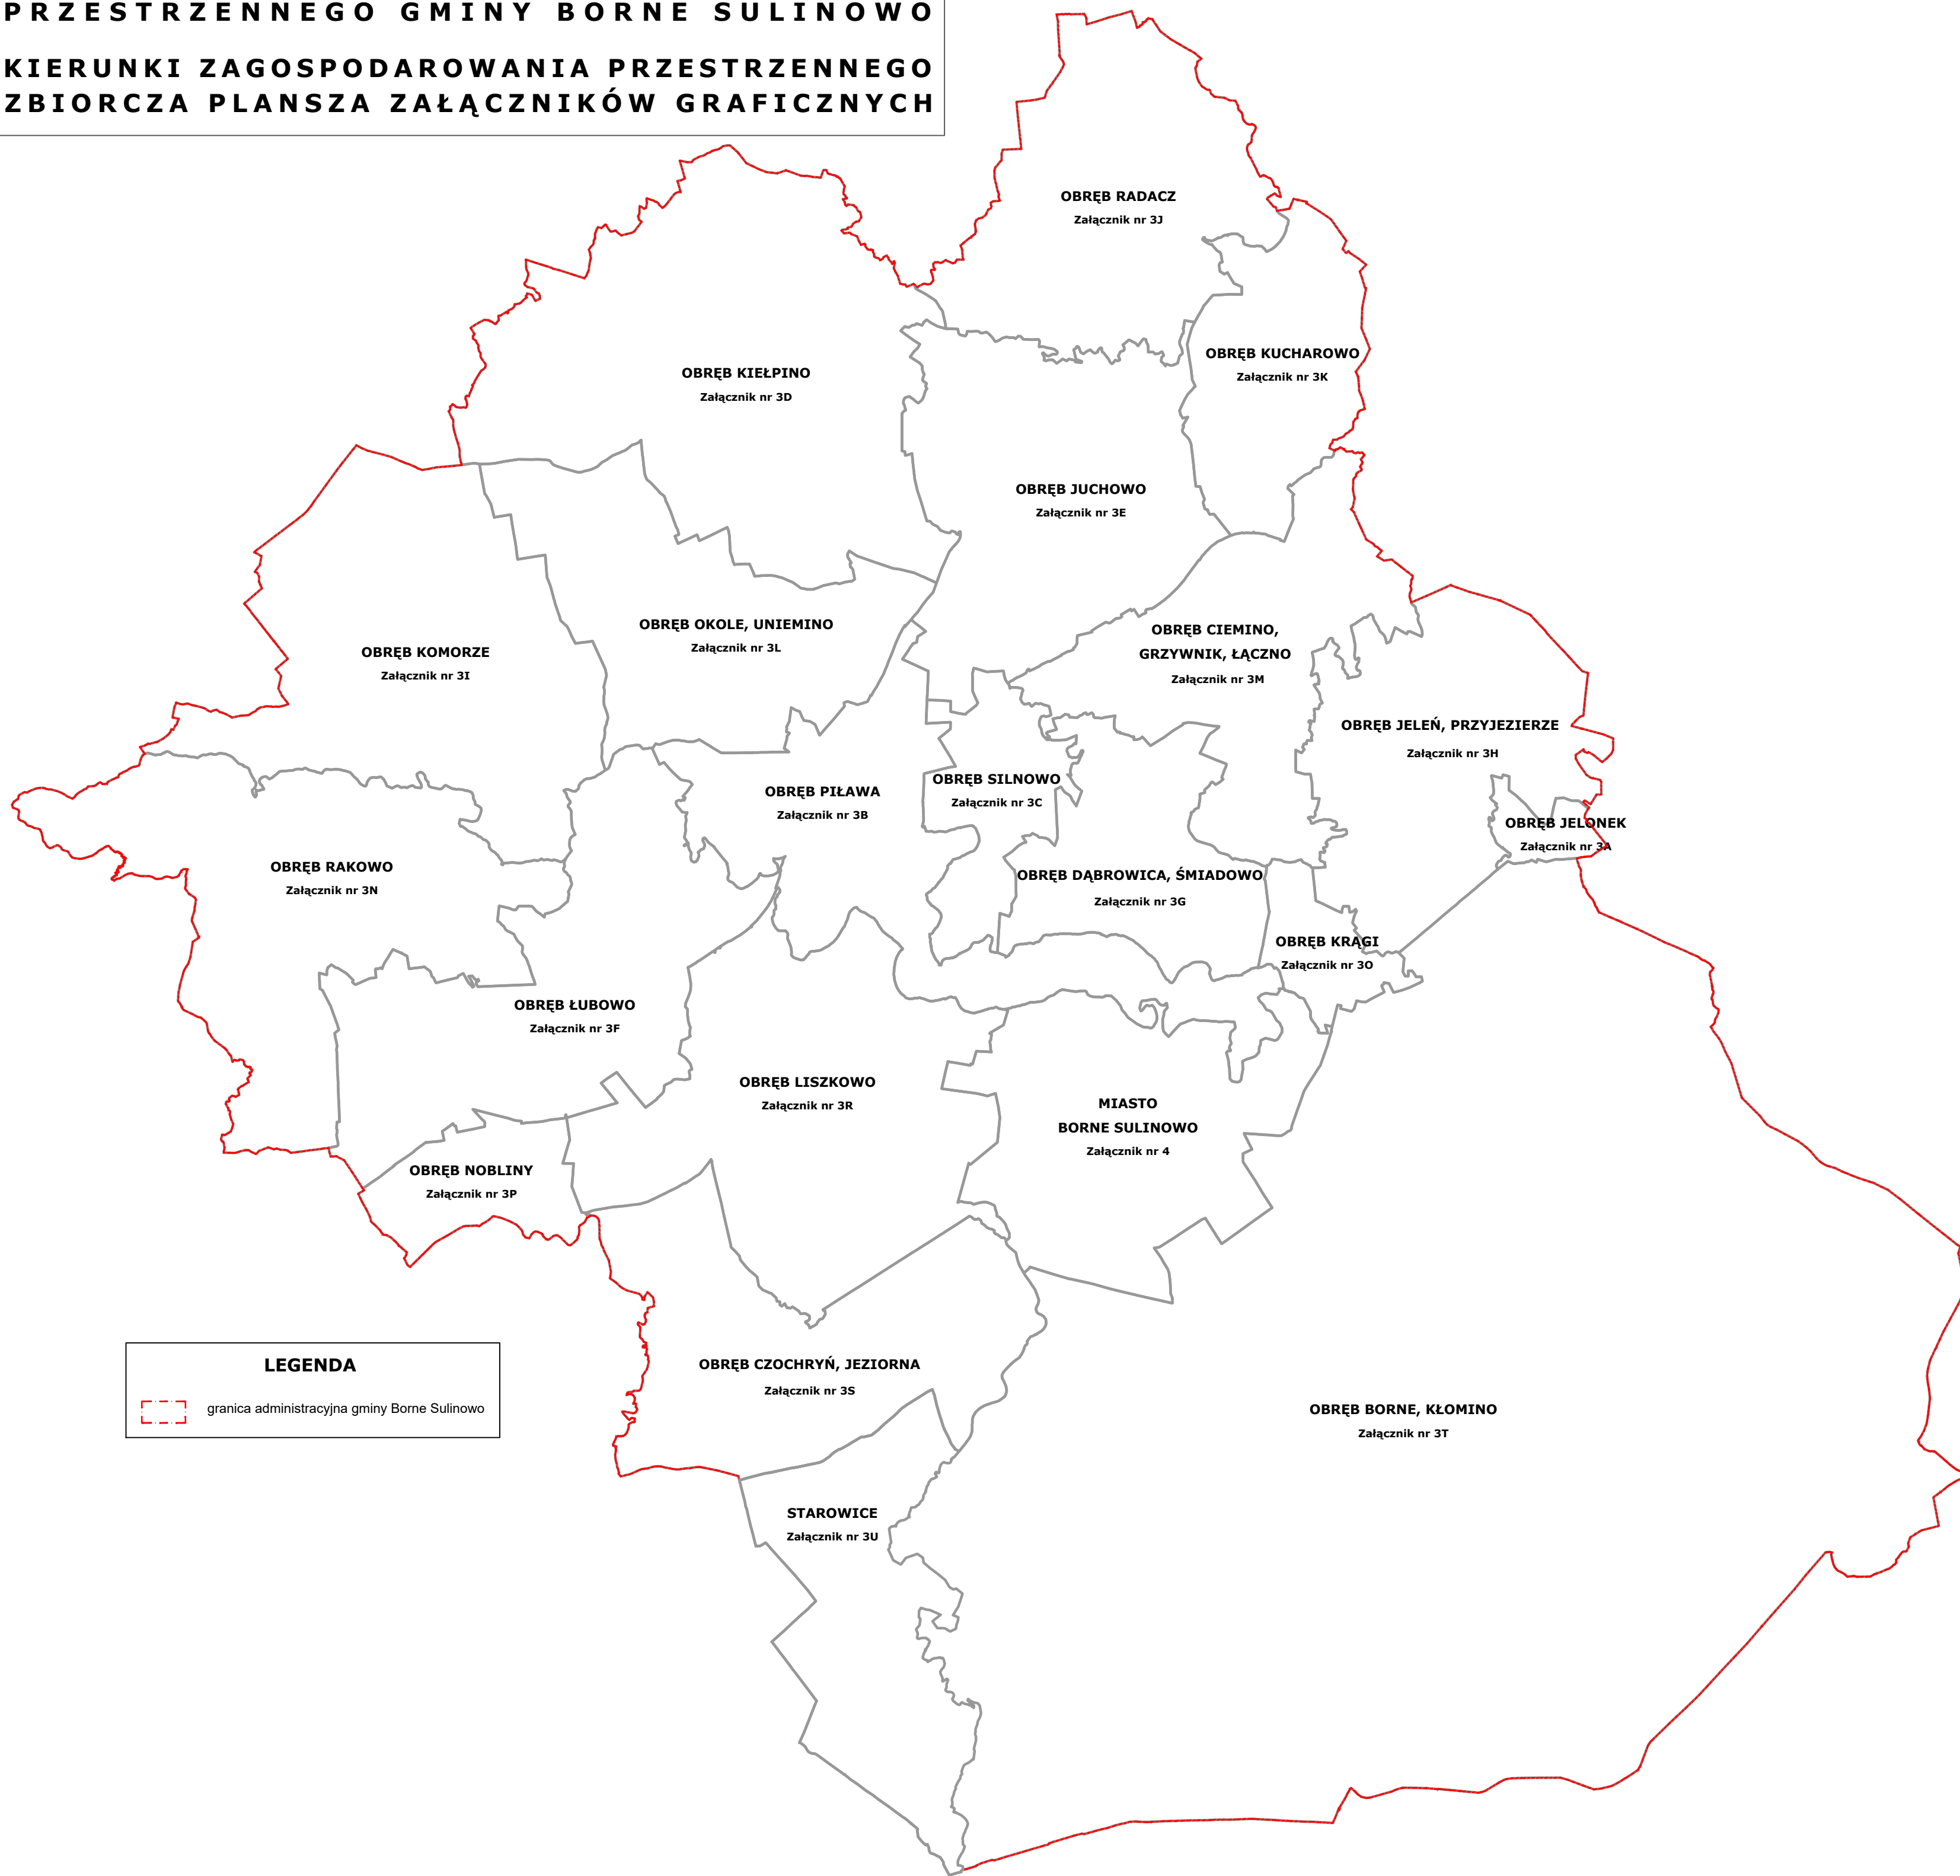 PRZESTRZENNEGO GMINY BORNE SULINOWO
KIERUNKI ZAGOSPODAROWANIA PRZESTRZENNEGO
ZBIORCZA PLANSZA ZAŁĄCZNIKÓW GRAFICZNYCH
OBRĘB RADACZ
Załącznik nr 3J
OBRĘB KUCHAROWO
Załącznik nr 3K
OBRĘB KIEŁPINO
Załącznik nr 3D
OBRĘB JUCHOWO
Załącznik nr 3E
OBRĘB OKOLE, UNIEMINO
Załącznik nr 3L
OBRĘB CIEMINO,
GRZYWNIK, ŁĄCZNO
Załącznik nr 3M
OBRĘB KOMORZE
Załącznik nr 3I
OBRĘB JELEŃ, PRZYJEZIERZE
Załącznik nr 3H
OBRĘB SILNOWO
Załącznik nr 3C
OBRĘB PIŁAWA
Załącznik nr 3B
OBRĘB JELONEK
Załącznik nr 3A
OBRĘB RAKOWO
Załącznik nr 3N
OBRĘB DĄBROWICA, ŚMIADOWO
Załącznik nr 3G
OBRĘB KRĄGI
Załącznik nr 3O
OBRĘB ŁUBOWO
Załącznik nr 3F
OBRĘB LISZKOWO
Załącznik nr 3R
MIASTO
BORNE SULINOWO
Załącznik nr 4
OBRĘB NOBLINY
Załącznik nr 3P
OBRĘB CZOCHRYŃ, JEZIORNA
Załącznik nr 3S
OBRĘB BORNE, KŁOMINO
Załącznik nr 3T
STAROWICE
Załącznik nr 3U
LEGENDA
granica administracyjna gminy Borne Sulinowo